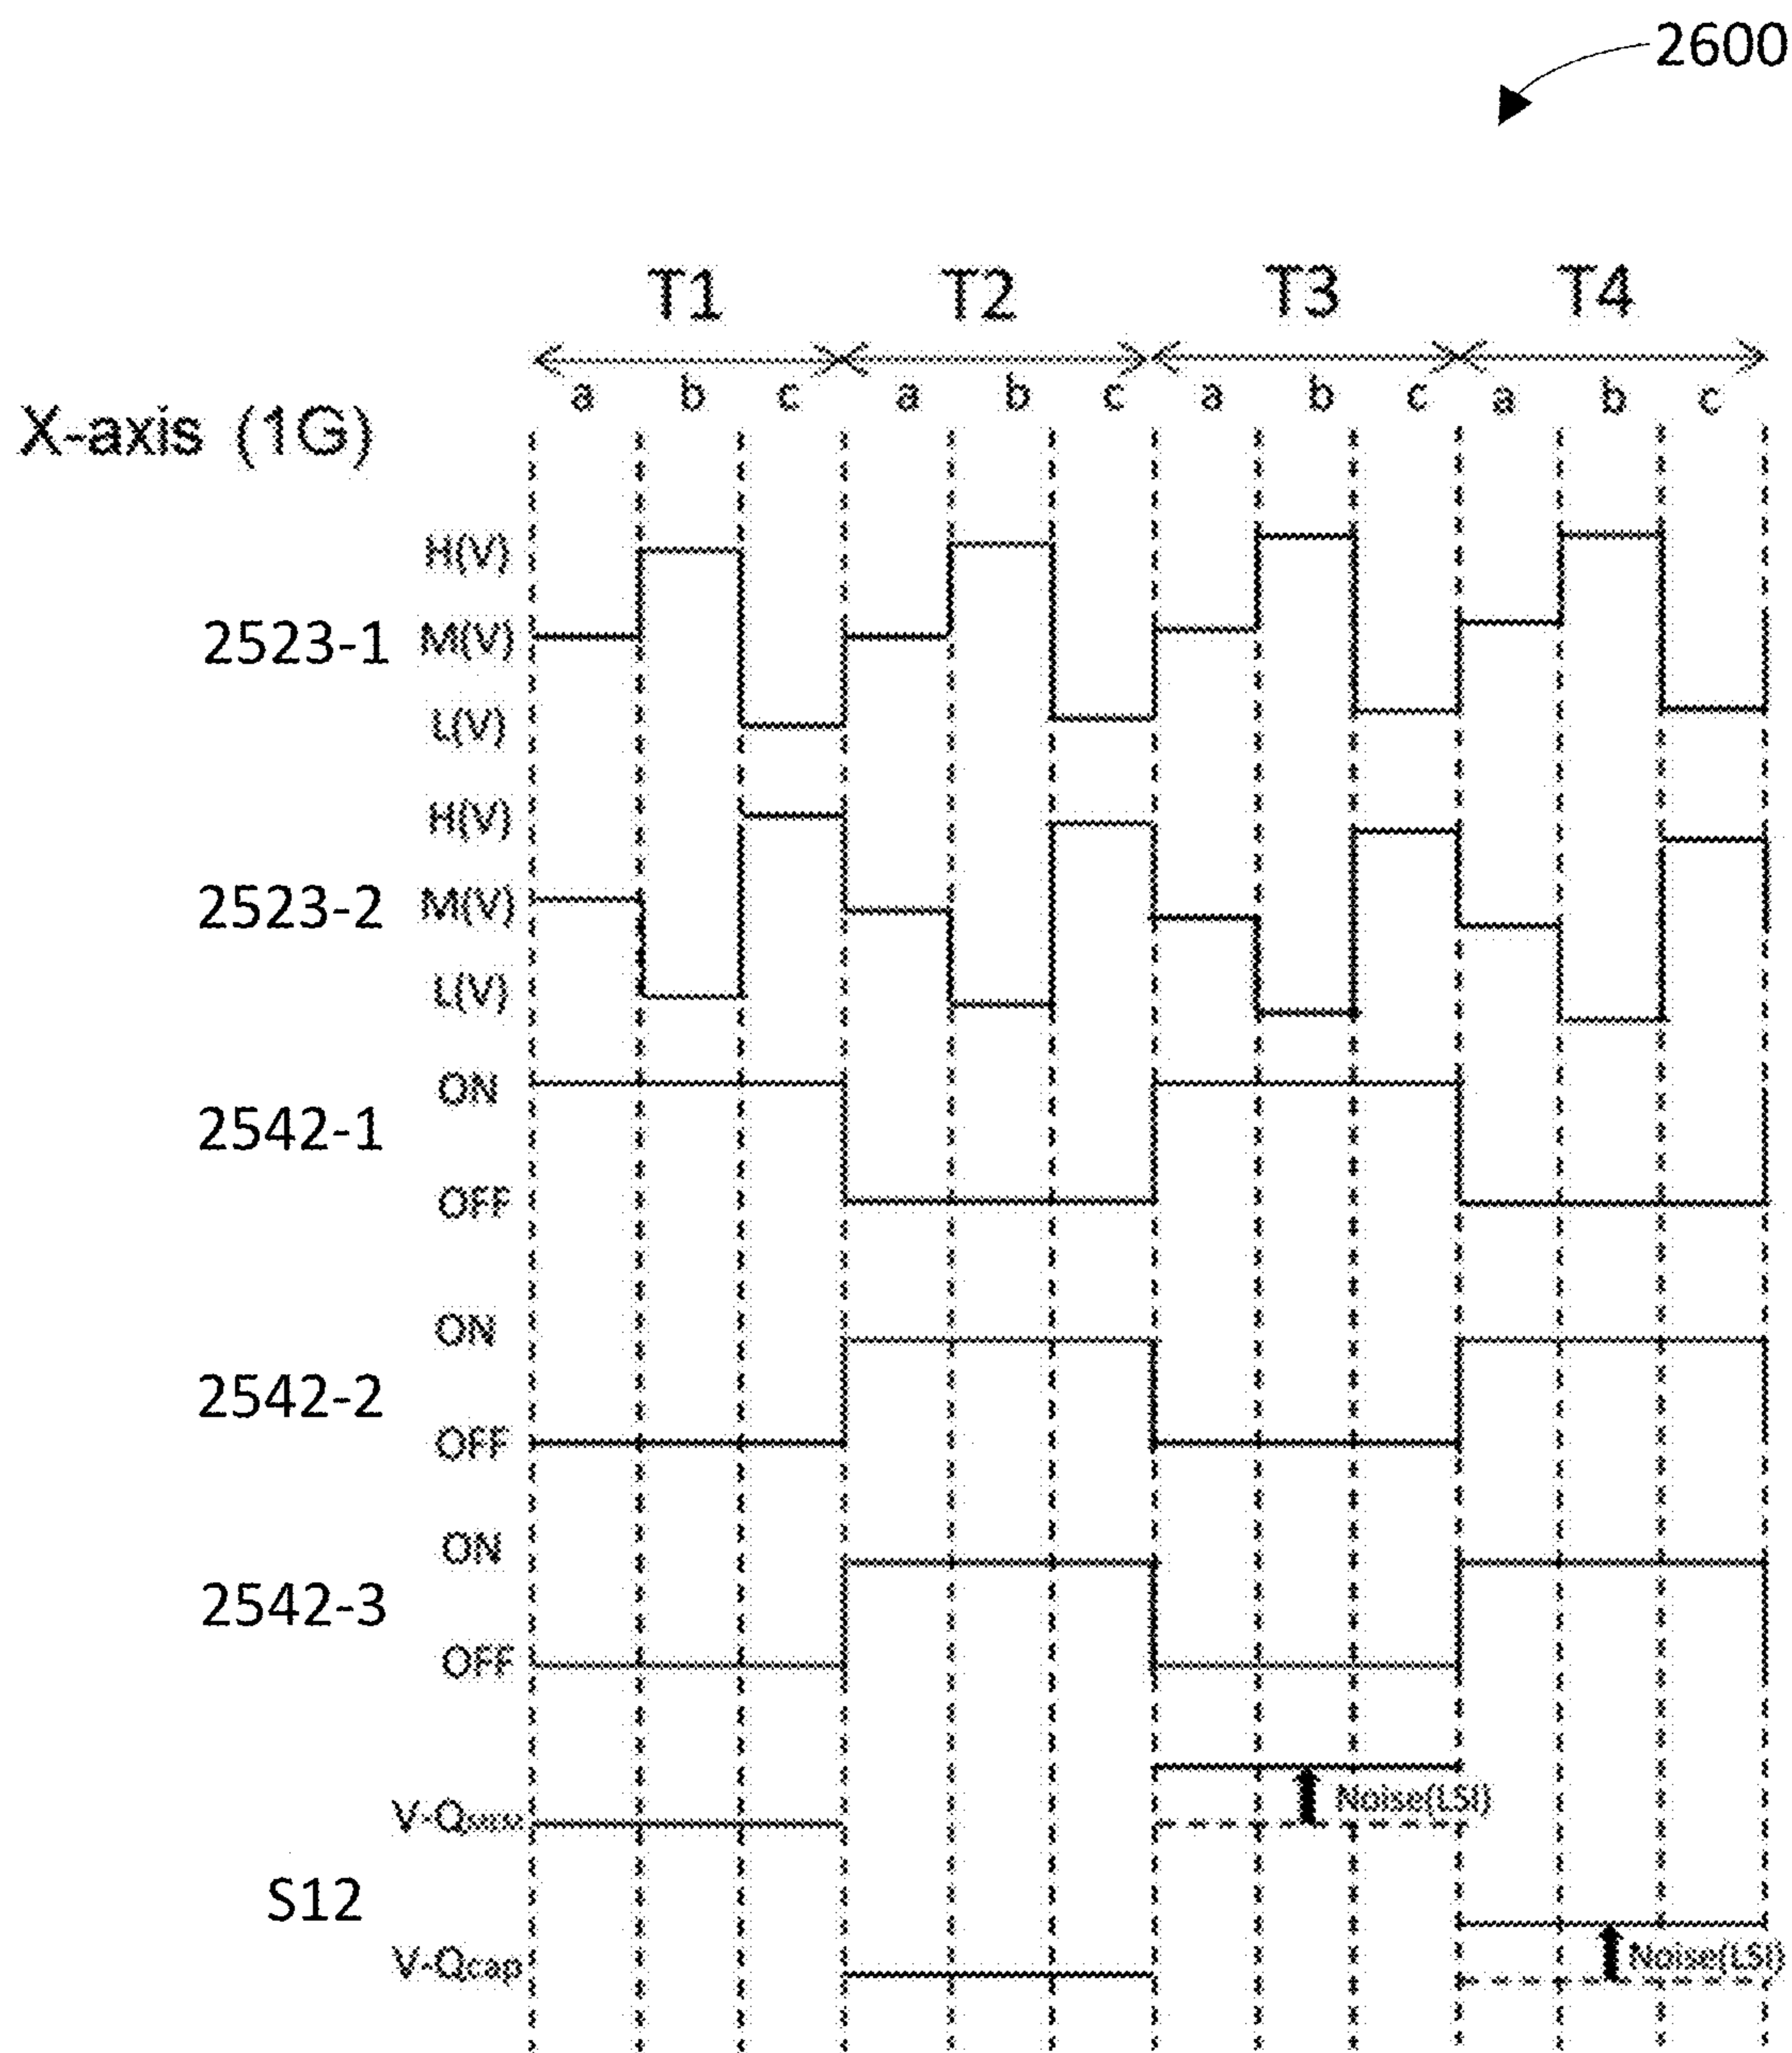 2600
T1 T2 T3 T4
a b c a b c a b c a b c
X-axis (1G)
H(V)
2523-1 M(V)
L(V)
H(V)
2523-2 M(V)
L(V)
ON
2542-1
OFF
ON
2542-2
OFF
ON
2542-3
OFF
Noise(LSI)
V-QMEM
S12
Noise(LSI)
V-Qcap